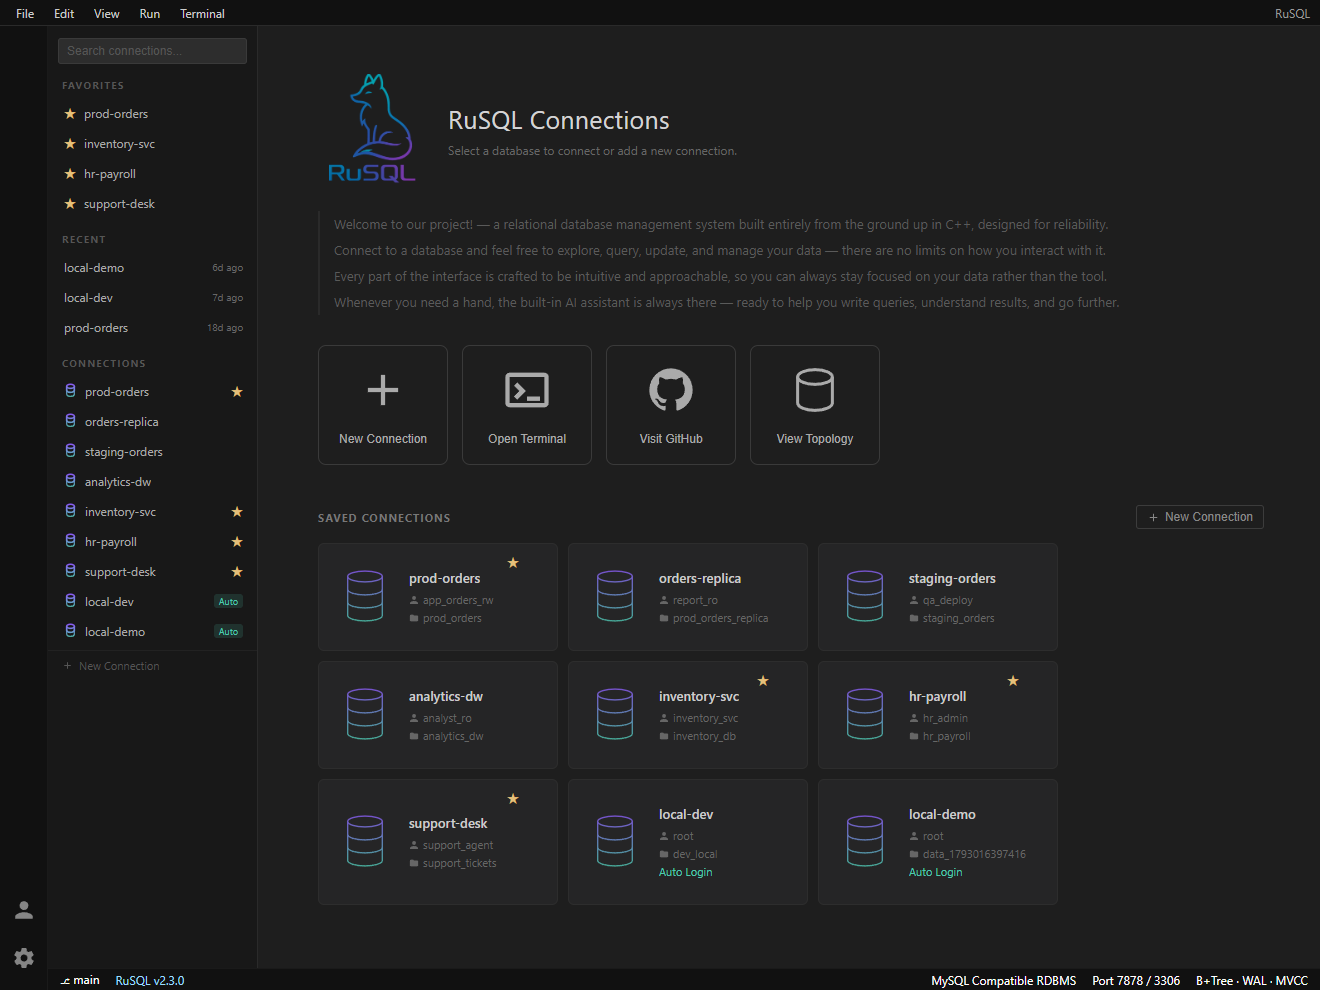 File Edit View Run Terminal RuSQL
Search connections...
FAVORITES
★ prod-orders
★ inventory-svc
★ hr-payroll
★ support-desk
RECENT
local-demo 6d ago
local-dev 7d ago
prod-orders 18d ago
CONNECTIONS
prod-orders ★
orders-replica
staging-orders
analytics-dw
inventory-svc ★
hr-payroll ★
support-desk ★
local-dev Auto
local-demo Auto
+ New Connection
RuSQL
RuSQL Connections
Select a database to connect or add a new connection.
Welcome to our project! — a relational database management system built entirely from the ground up in C++, designed for reliability.
Connect to a database and feel free to explore, query, update, and manage your data — there are no limits on how you interact with it.
Every part of the interface is crafted to be intuitive and approachable, so you can always stay focused on your data rather than the tool.
Whenever you need a hand, the built-in AI assistant is always there — ready to help you write queries, understand results, and go further.
New Connection
Open Terminal
Visit GitHub
View Topology
SAVED CONNECTIONS
+ New Connection
prod-orders ★
app_orders_rw
prod_orders
orders-replica
report_ro
prod_orders_replica
staging-orders
qa_deploy
staging_orders
analytics-dw
analyst_ro
analytics_dw
inventory-svc ★
inventory_svc
inventory_db
hr-payroll ★
hr_admin
hr_payroll
support-desk ★
support_agent
support_tickets
local-dev
root
dev_local
Auto Login
local-demo
root
data_1793016397416
Auto Login
main RuSQL v2.3.0
MySQL Compatible RDBMS Port 7878 / 3306 B+Tree · WAL · MVCC